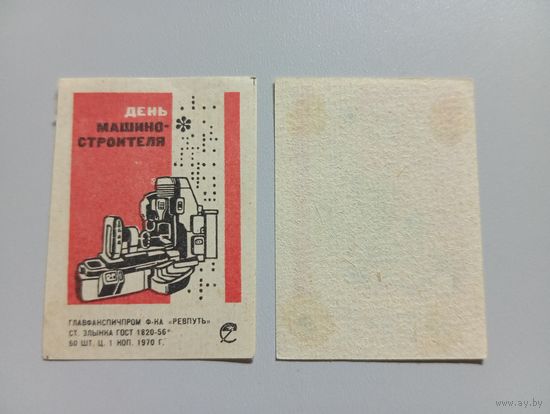 ДЕНЬ
МАШИНО-
СТРОИТЕЛЯ
ГЛАВФАНСПИЧПРОМ Ф-КА «РЕВПУТЬ»
СТ. ЗЛЫНКА ГОСТ 1820-56*
60 ШТ. Ц. 1 КОП. 1970 Г.
www.ay.by